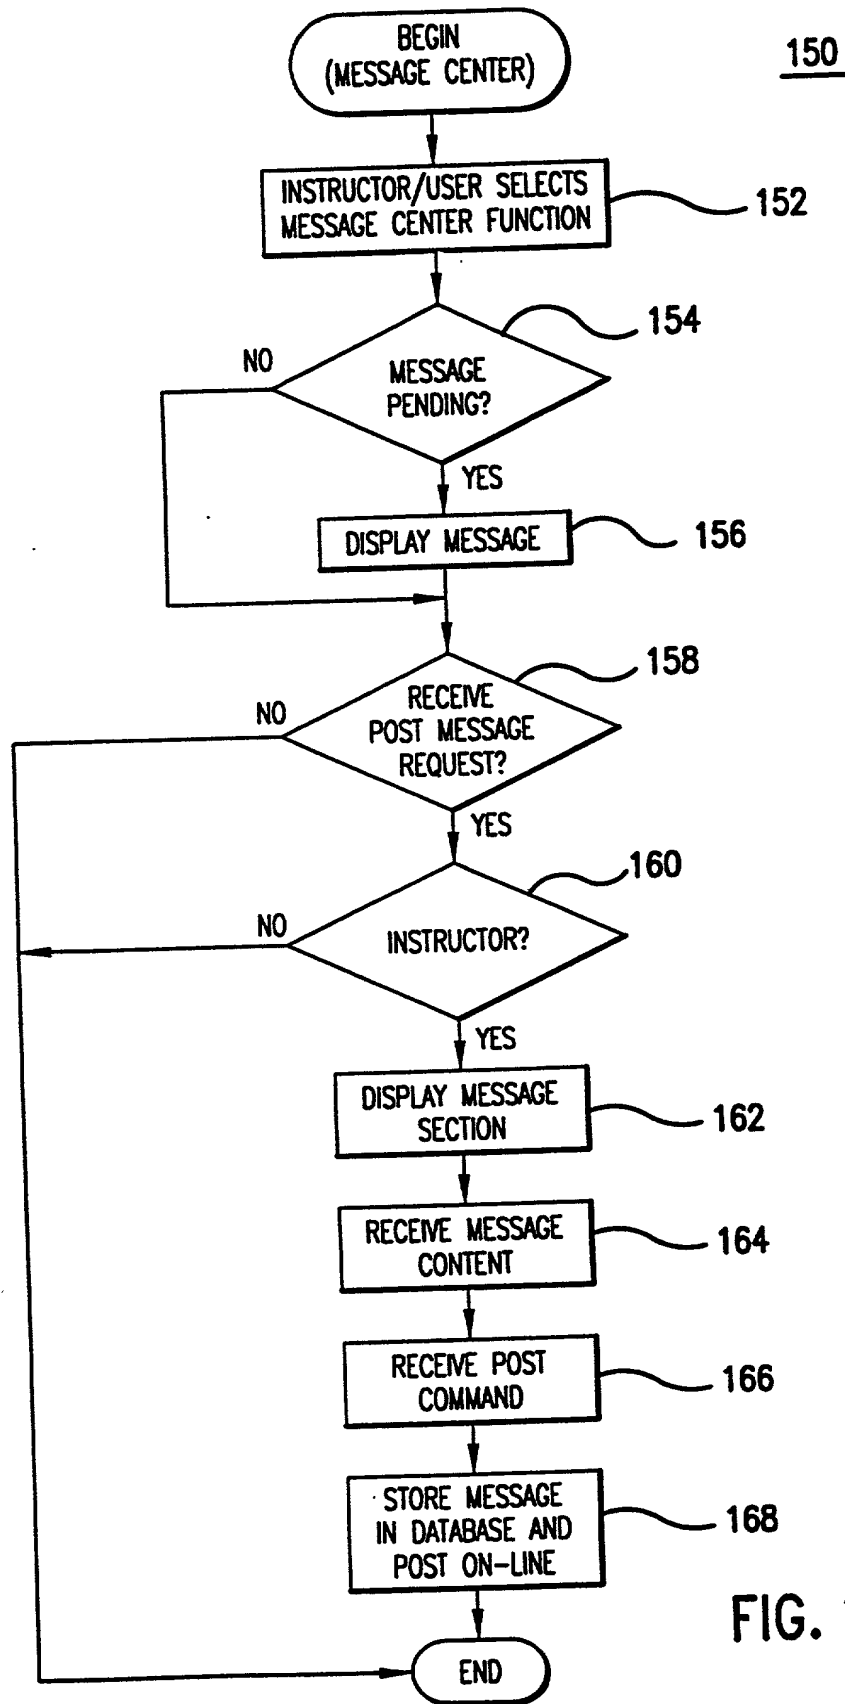 BEGIN
(MESSAGE CENTER)
150
INSTRUCTOR/USER SELECTS
MESSAGE CENTER FUNCTION
152
154
NO
MESSAGE
PENDING?
YES
DISPLAY MESSAGE
156
158
NO
RECEIVE
POST MESSAGE
REQUEST?
YES
160
NO
INSTRUCTOR?
YES
DISPLAY MESSAGE
SECTION
162
RECEIVE MESSAGE
CONTENT
164
RECEIVE POST
COMMAND
166
STORE MESSAGE
IN DATABASE AND
POST ON-LINE
168
FIG.
END